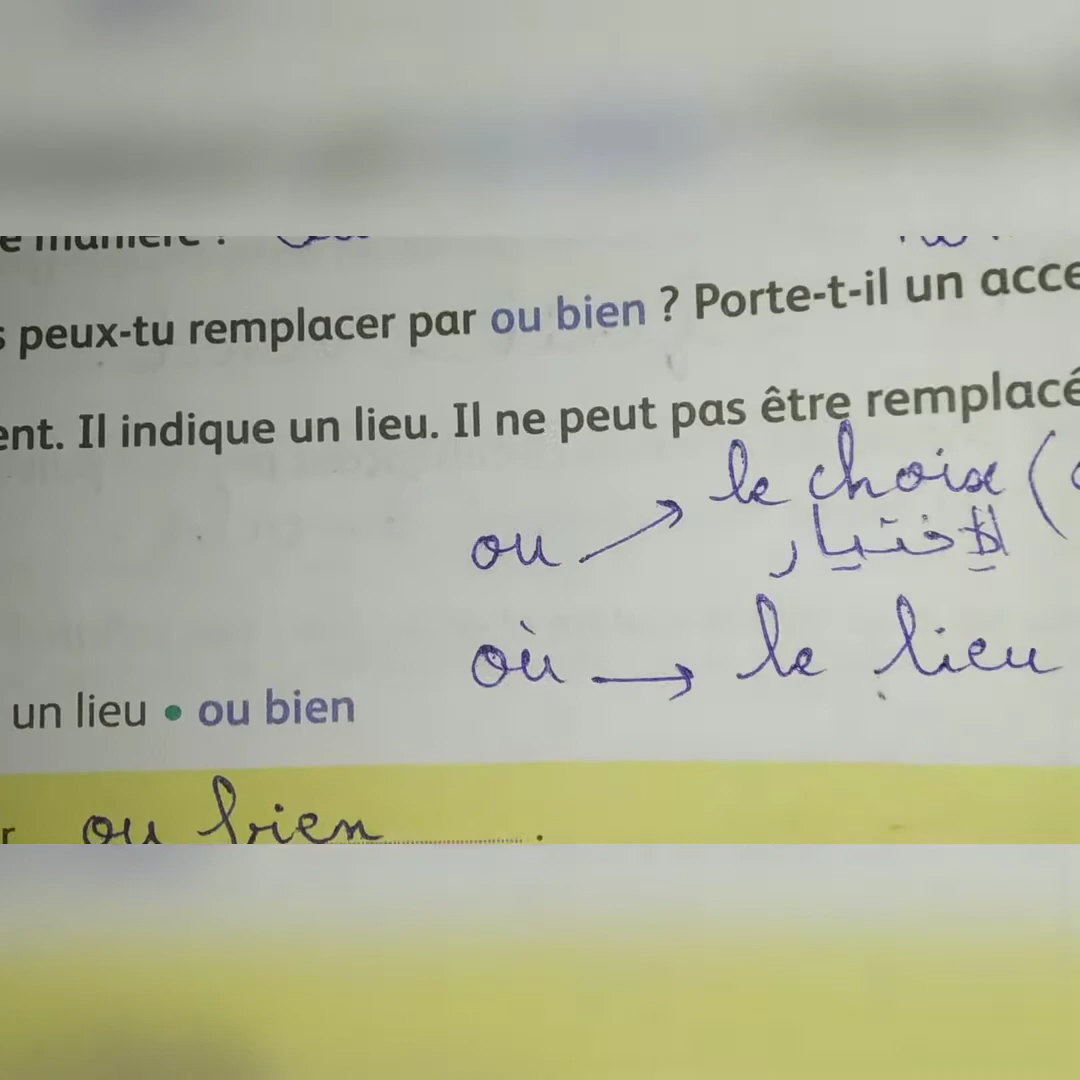 e manière ?
s peux-tu remplacer par ou bien ? Porte-t-il un acce
ent. Il indique un lieu. Il ne peut pas être remplacé
le choix (
ou
الاختيار
où → le lieu
un lieu • ou bien
r ou bien .